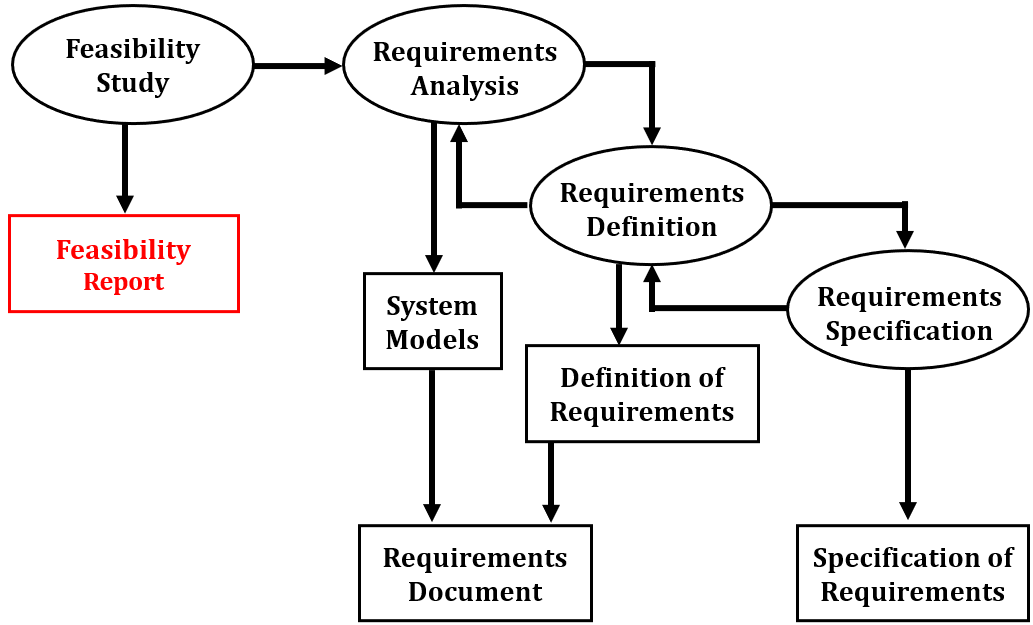 Feasibility
Study
Requirements
Analysis
Requirements
Definition
Feasibility
Report
Requirements
Specification
System
Models
Definition of
Requirements
Requirements
Document
Specification of
Requirements